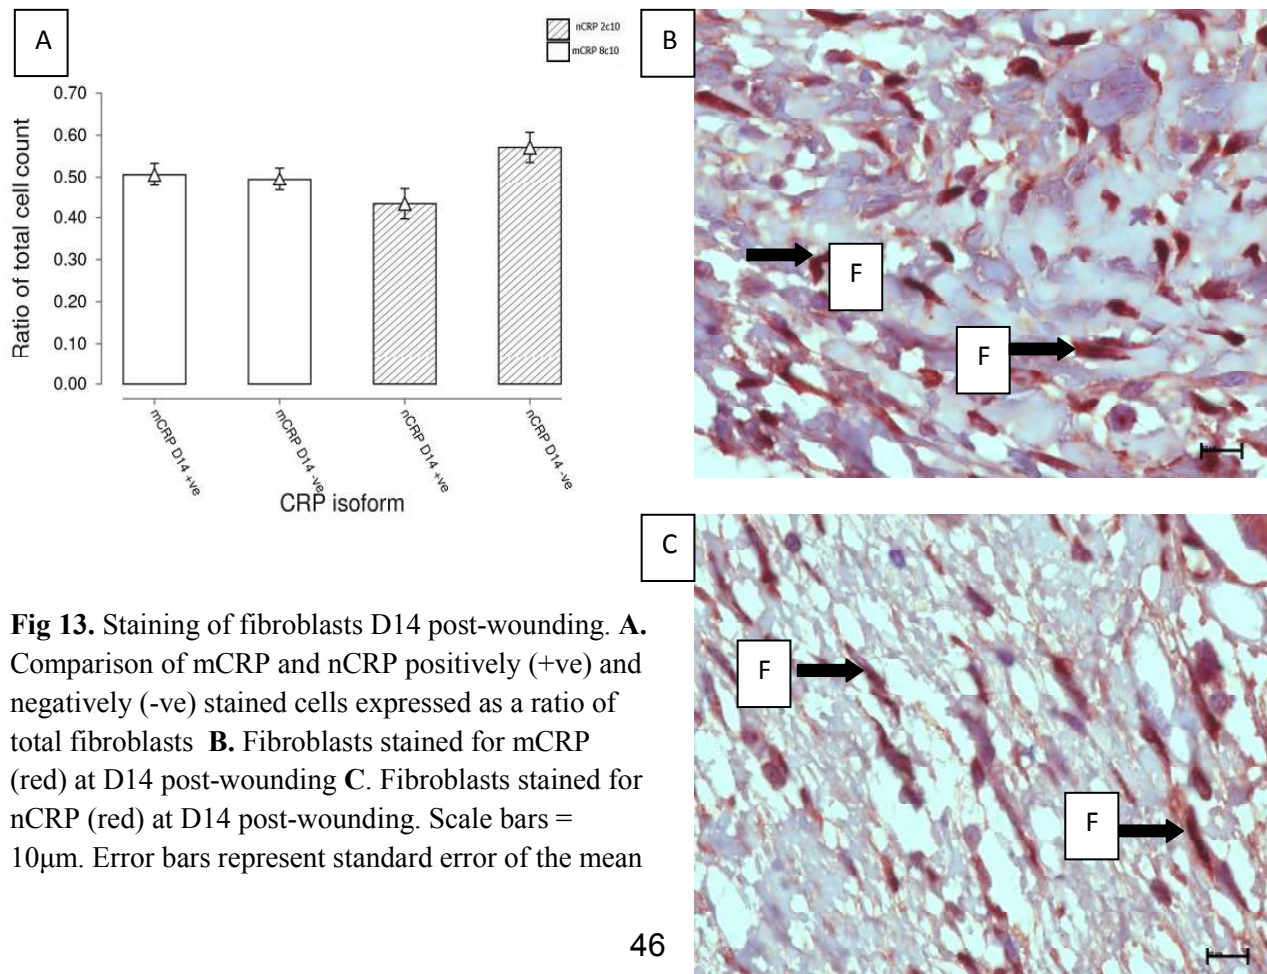 A
nCRP 2c10
mCRP 8c10
0.70
0.60
0.50
0.40
0.30
0.20
0.10
0.00
Ratio of total cell count
mCRP D14 +ve
mCRP D14 -ve
nCRP D14 +ve
nCRP D14 -ve
CRP isoform
B
F
F
C
F
F
Fig 13. Staining of fibroblasts D14 post-wounding. A.
Comparison of mCRP and nCRP positively (+ve) and
negatively (-ve) stained cells expressed as a ratio of
total fibroblasts B. Fibroblasts stained for mCRP
(red) at D14 post-wounding C. Fibroblasts stained for
nCRP (red) at D14 post-wounding. Scale bars =
10μm. Error bars represent standard error of the mean
46